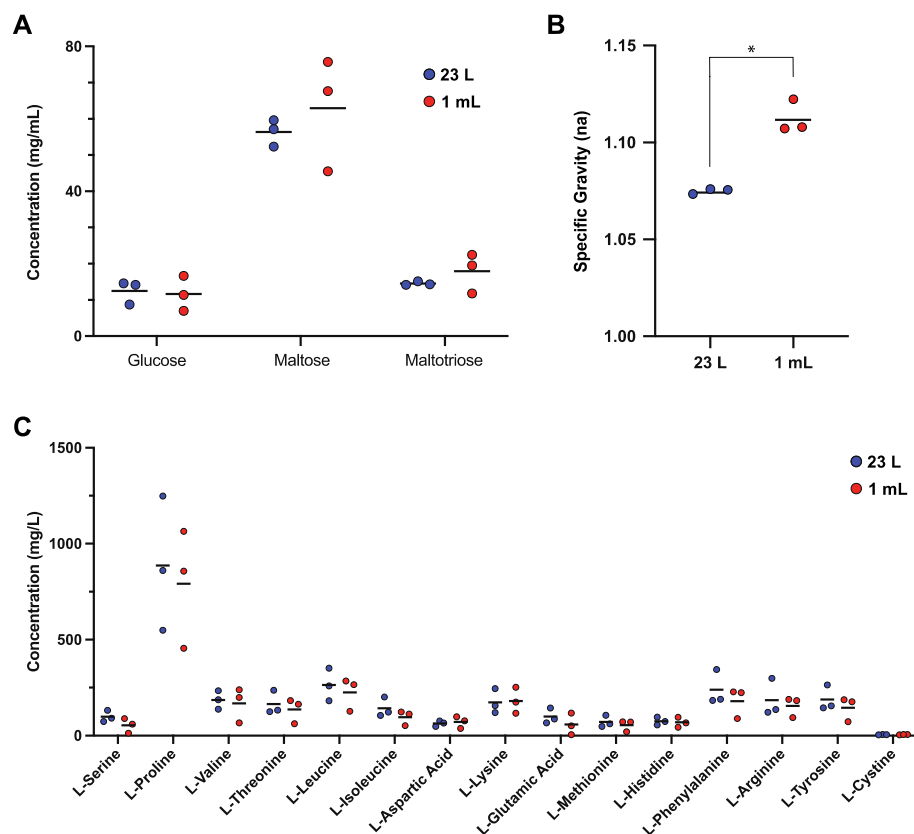 A
80
40
0
Concentration (mg/mL)
23 L
1 mL
Glucose
Maltose
Maltotriose
B
1.15
1.10
1.05
1.00
Specific Gravity (na)
*
23 L
1 mL
C
1500
1000
500
0
Concentration (mg/L)
23 L
1 mL
L-Serine
L-Proline
L-Valine
L-Threonine
L-Leucine
L-Isoleucine
L-Aspartic Acid
L-Lysine
L-Glutamic Acid
L-Methionine
L-Histidine
L-Phenylalanine
L-Arginine
L-Tyrosine
L-Cystine